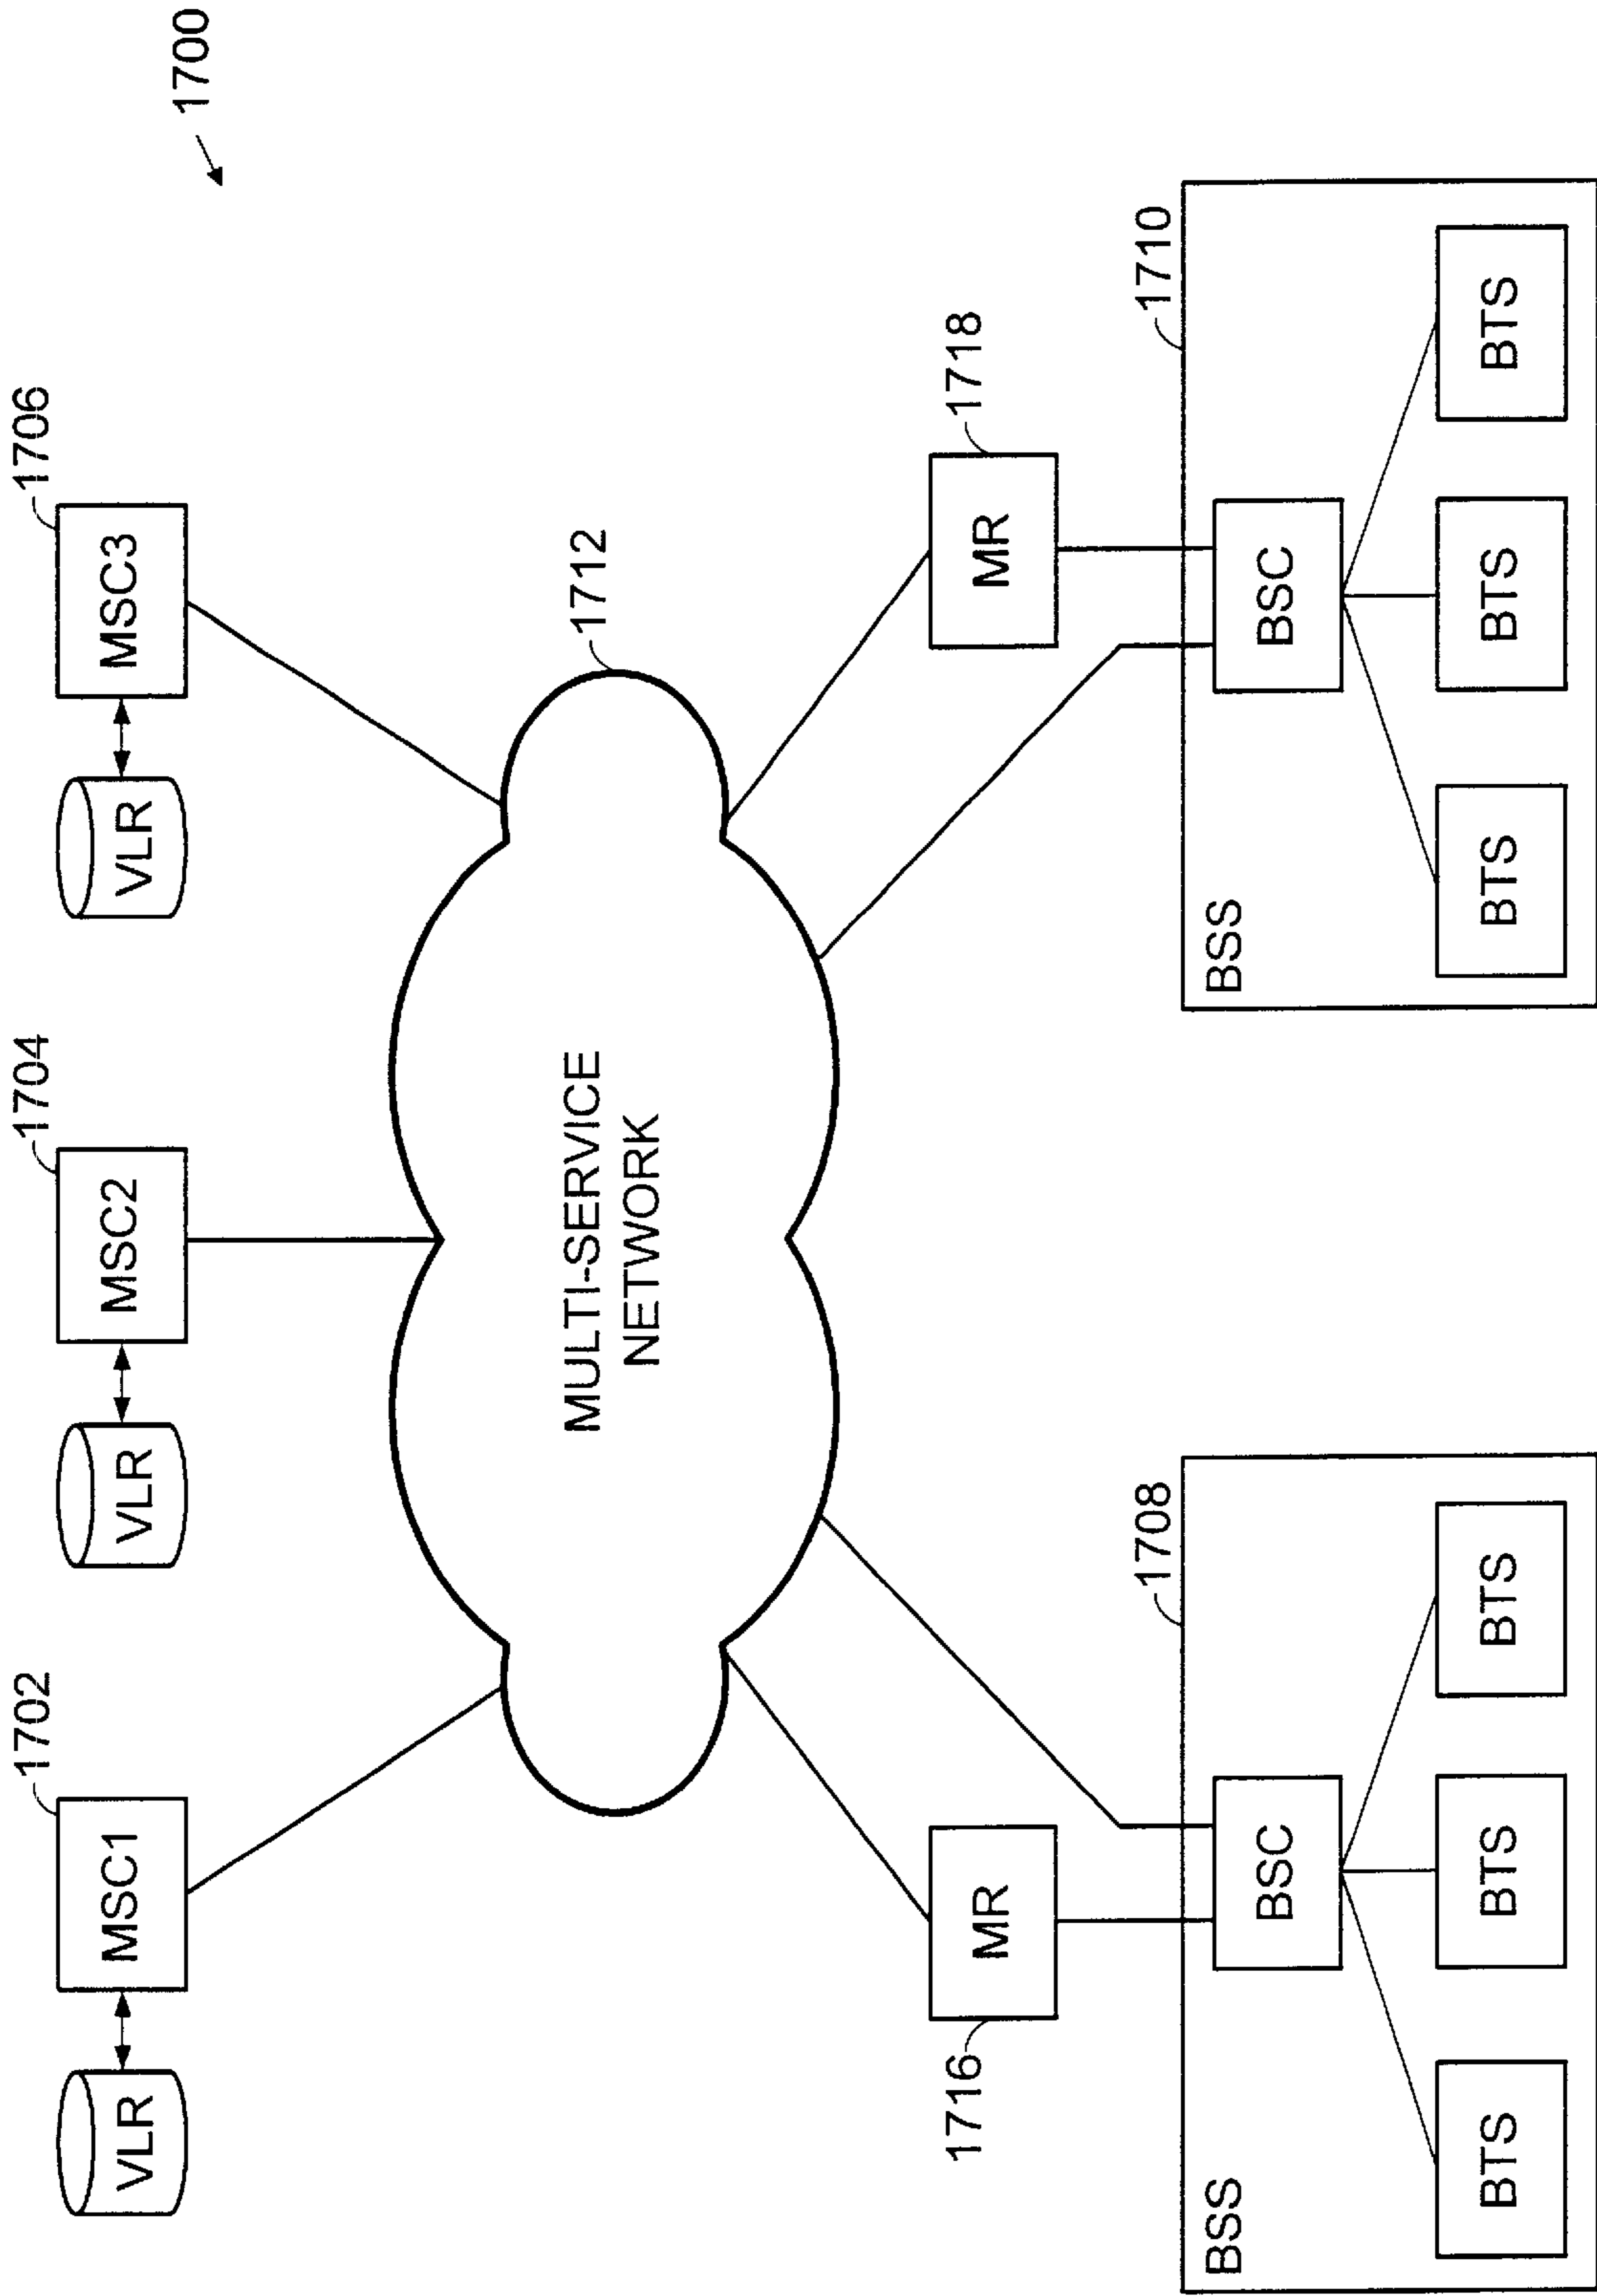 1700
1702
1704
1706
VLR
MSC1
VLR
MSC2
VLR
MSC3
MULTI-SERVICE
NETWORK
1712
1716
MR
MR
1718
1708
1710
BSS
BSC
BTS
BTS
BTS
BSS
BSC
BTS
BTS
BTS